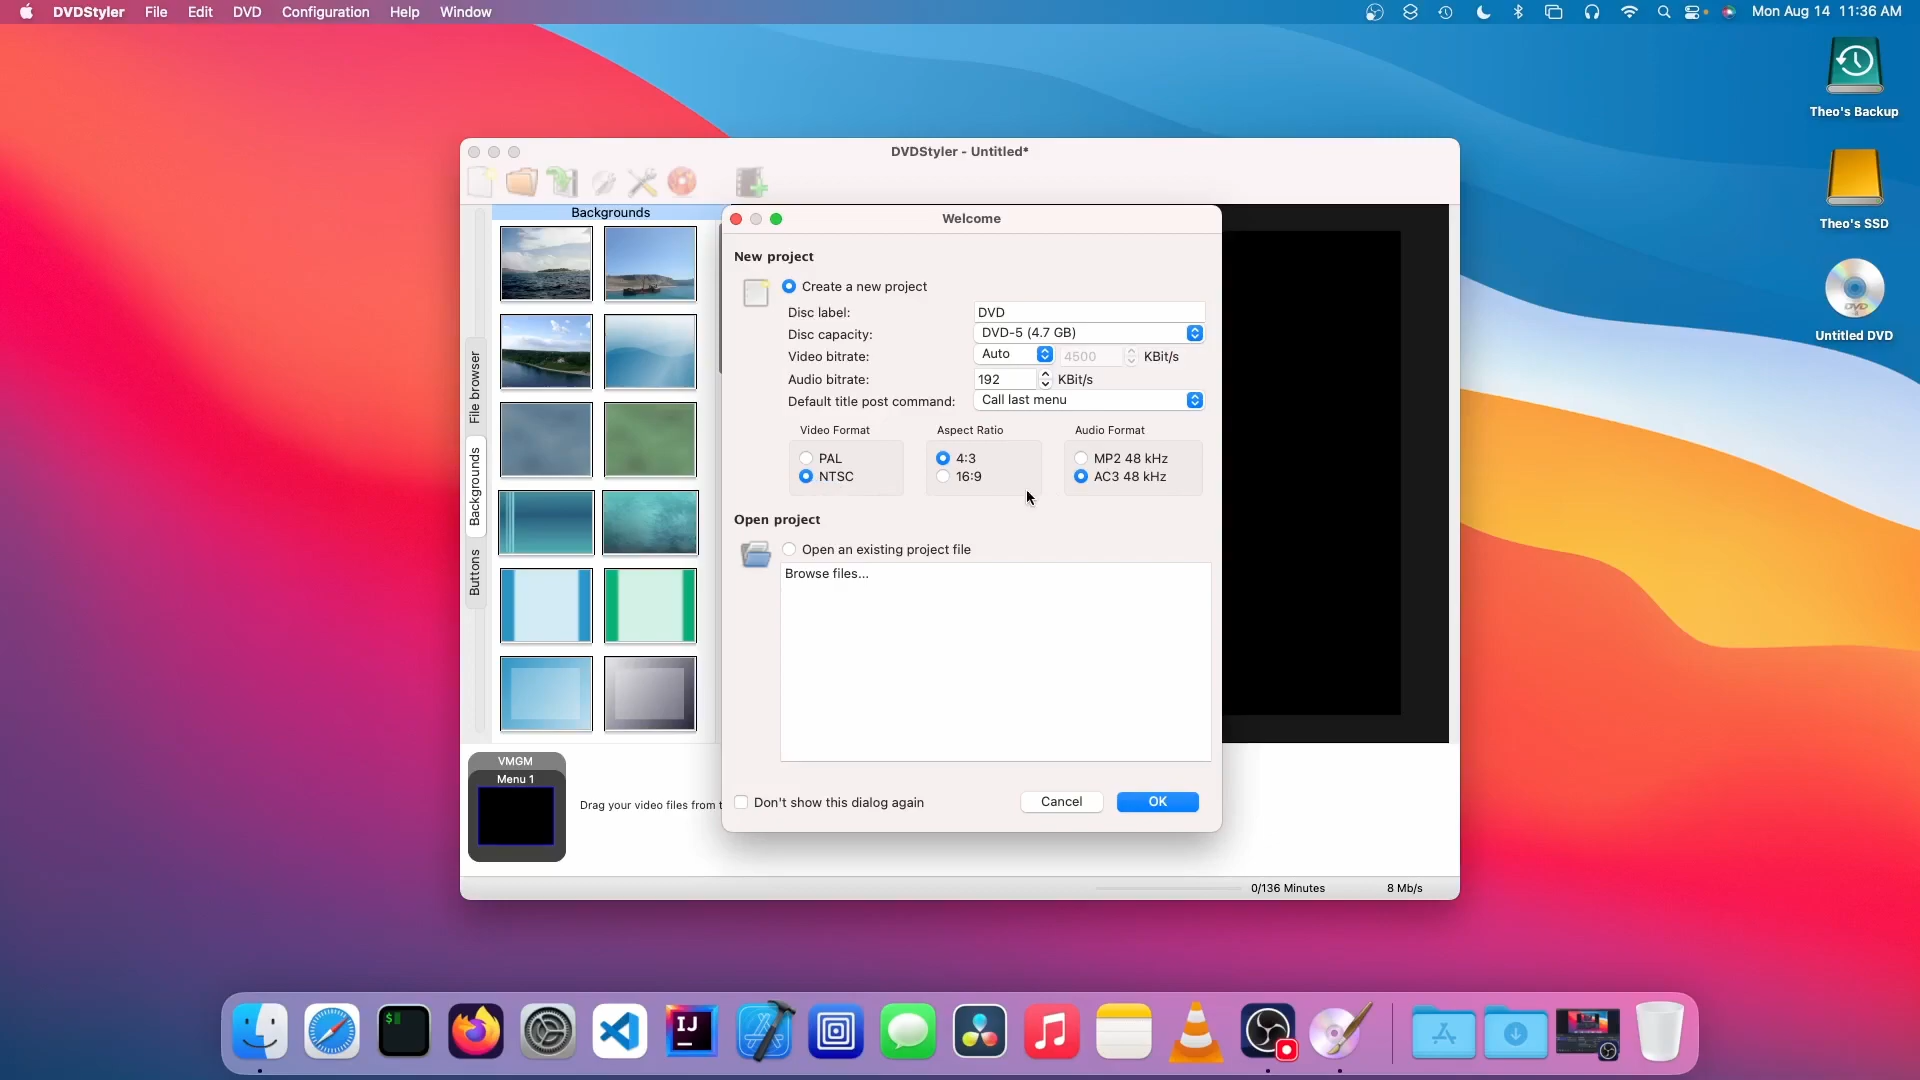 DVDStyler File Edit DVD Configuration Help Window Mon Aug 14 11:36 AM
Theo's Backup
Theo's SSD
DVD
Untitled DVD
DVDStyler - Untitled*
File browser
Backgrounds
Buttons
Backgrounds
Welcome
New project
Create a new project
Disc label: DVD
Disc capacity: DVD-5 (4.7 GB)
Video bitrate: Auto 4500 KBit/s
Audio bitrate: 192 KBit/s
Default title post command: Call last menu
Video Format Aspect Ratio Audio Format
PAL 4:3 MP2 48 kHz
NTSC 16:9 AC3 48 kHz
Open project
Open an existing project file
Browse files...
Don't show this dialog again Cancel OK
VMGM
Menu 1
Drag your video files from t
0/136 Minutes 8 Mb/s
$
IJ